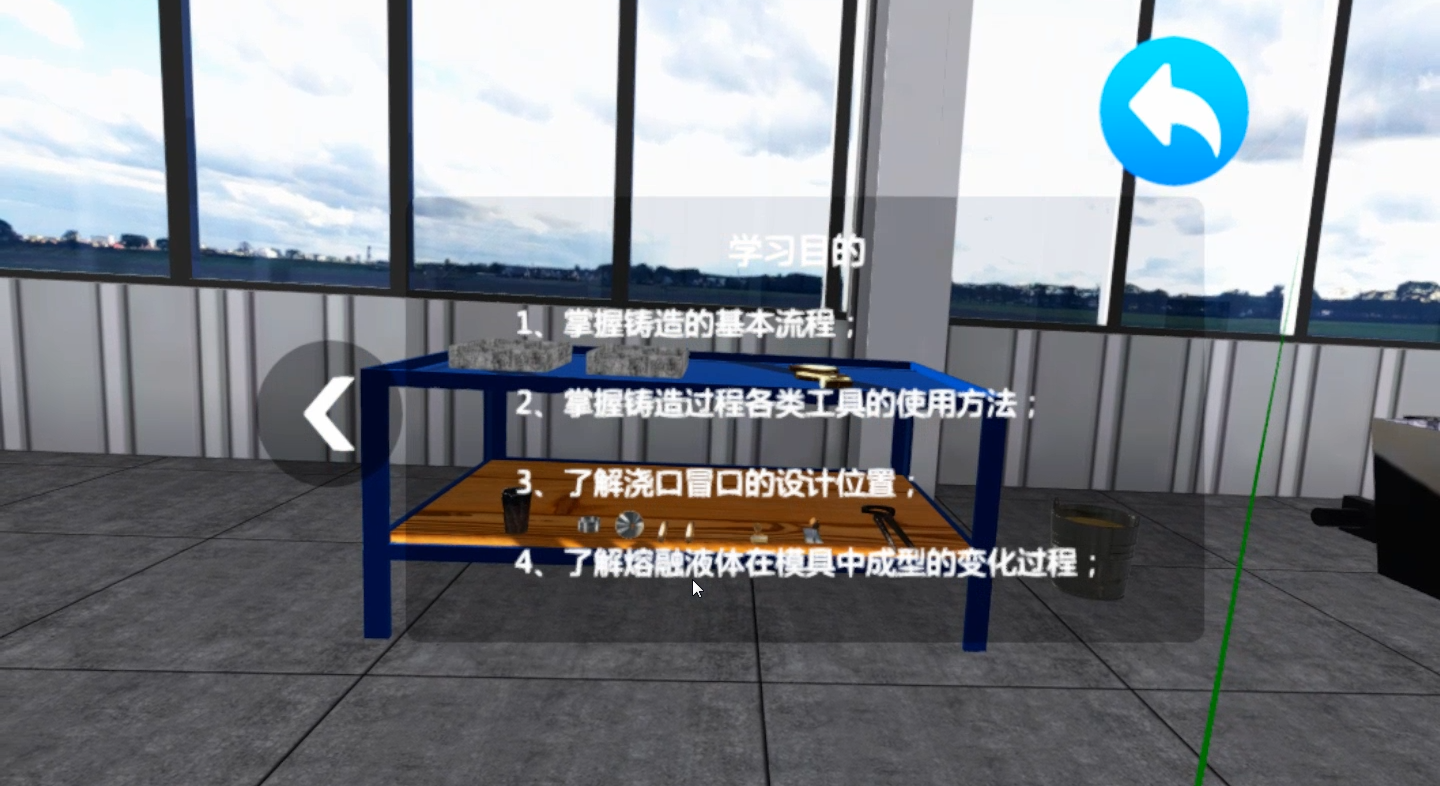 学习目的
1、掌握铸造的基本流程；
2、掌握铸造过程各类工具的使用方法；
3、了解浇口冒口的设计位置；
4、了解熔融液体在模具中成型的变化过程；